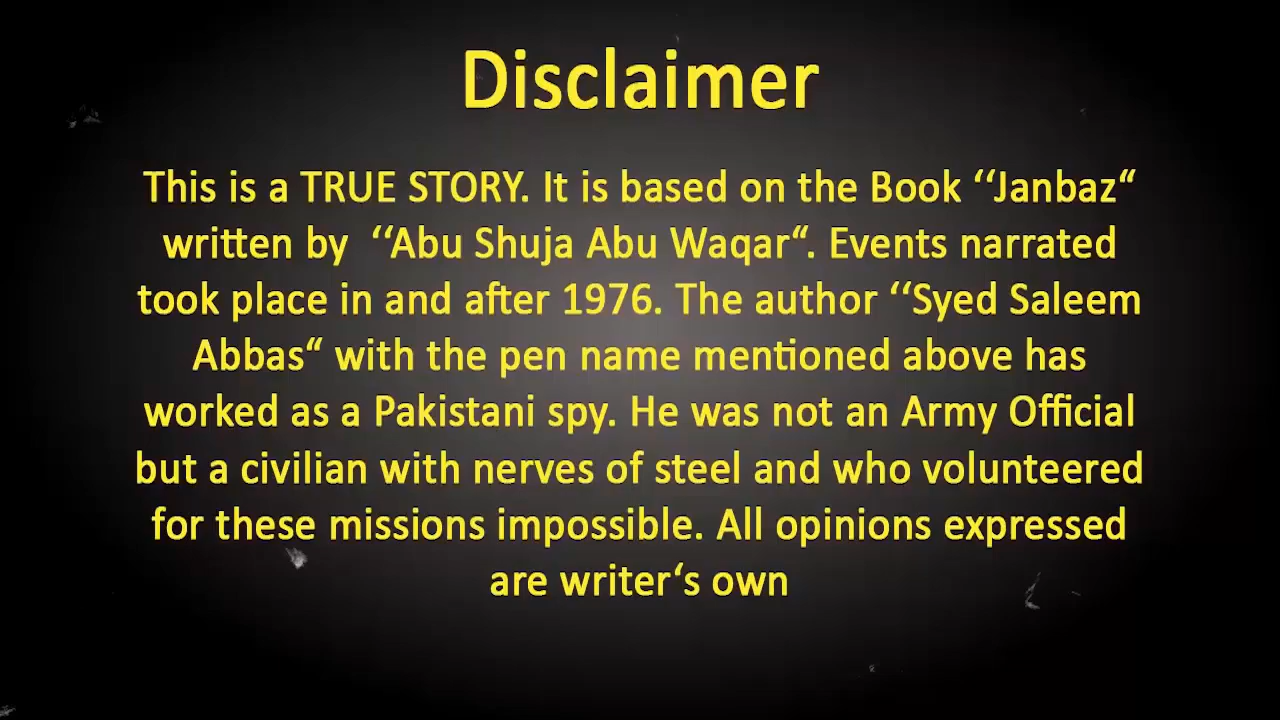 Disclaimer
This is a TRUE STORY. It is based on the Book ‘‘Janbaz“
written by ‘‘Abu Shuja Abu Waqar“. Events narrated
took place in and after 1976. The author ‘‘Syed Saleem
Abbas“ with the pen name mentioned above has
worked as a Pakistani spy. He was not an Army Official
but a civilian with nerves of steel and who volunteered
for these missions impossible. All opinions expressed
are writer‘s own